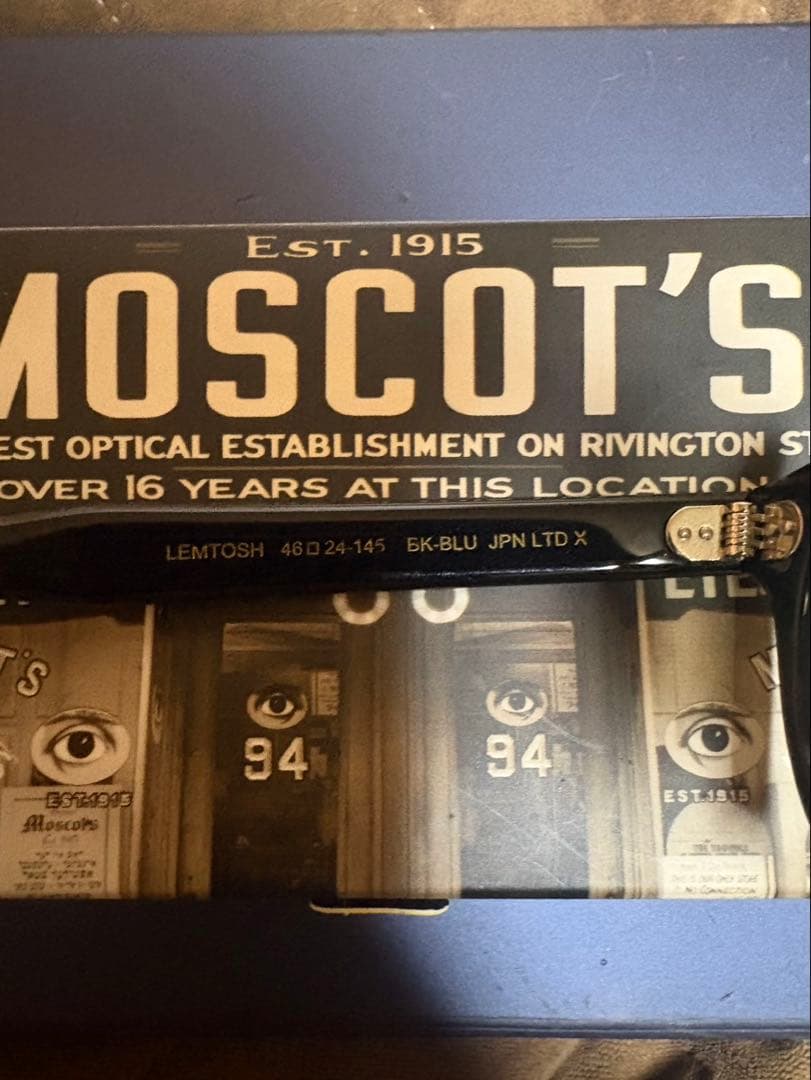 EST. 1915
MOSCOT'S
EST OPTICAL ESTABLISHMENT ON RIVINGTON ST
OVER 16 YEARS AT THIS LOCATION
LEMTOSH 46□24-145 BK-BLU JPN LTD X
T'S
94
94
EST.1915
EST.1915
Moscot's